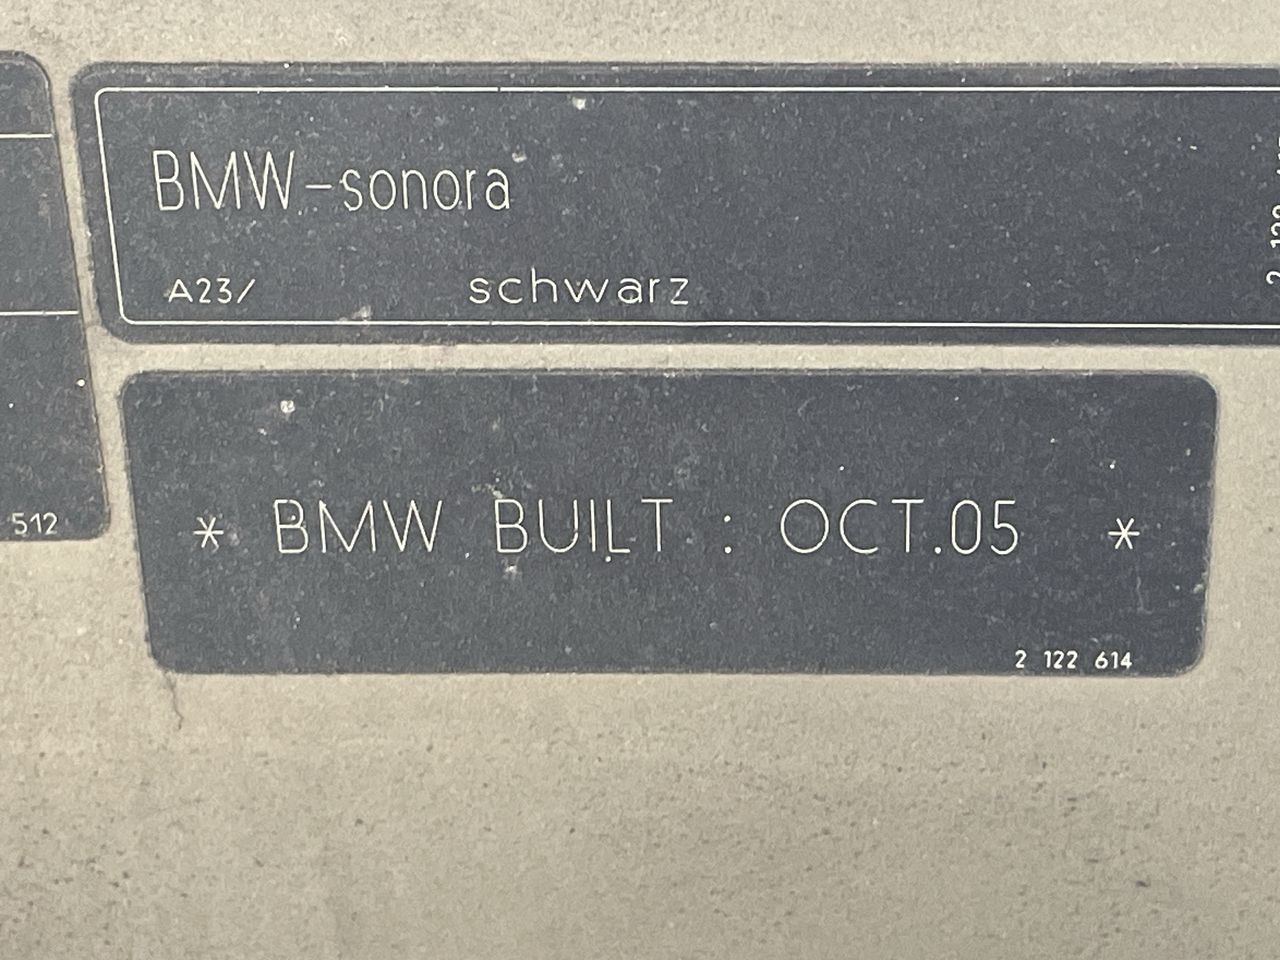 BMW-sonora
A23/ schwarz
512
* BMW BUILT : OCT.05 *
2 122 614